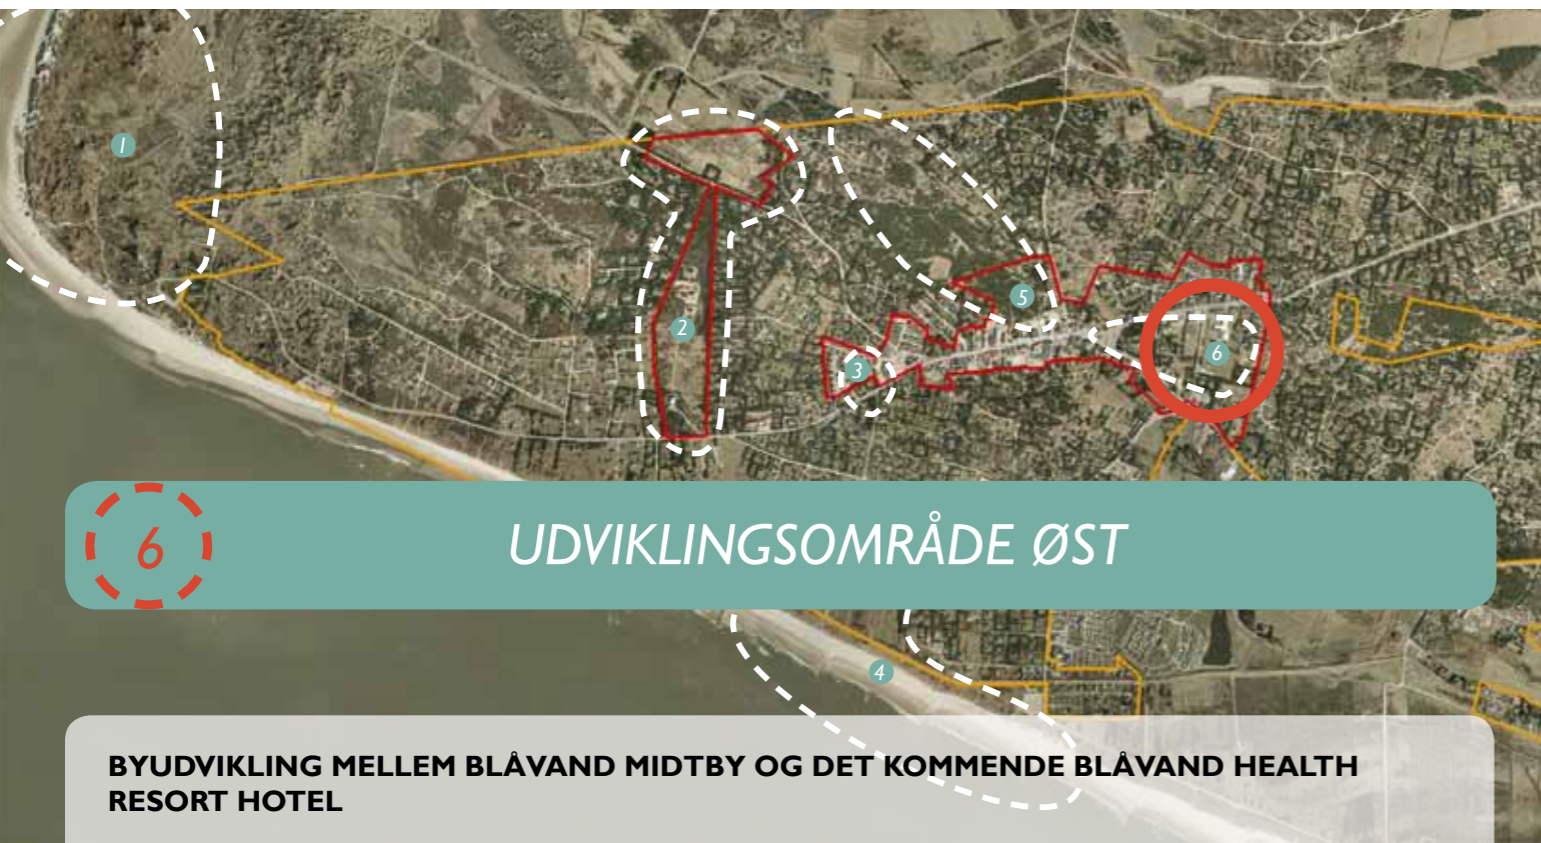 1
2
3
5
6
6
UDVIKLINGSOMRÅDE ØST
4
BYUDVIKLING MELLEM BLÅVAND MIDTBY OG DET KOMMENDE BLÅVAND HEALTH
RESORT HOTEL